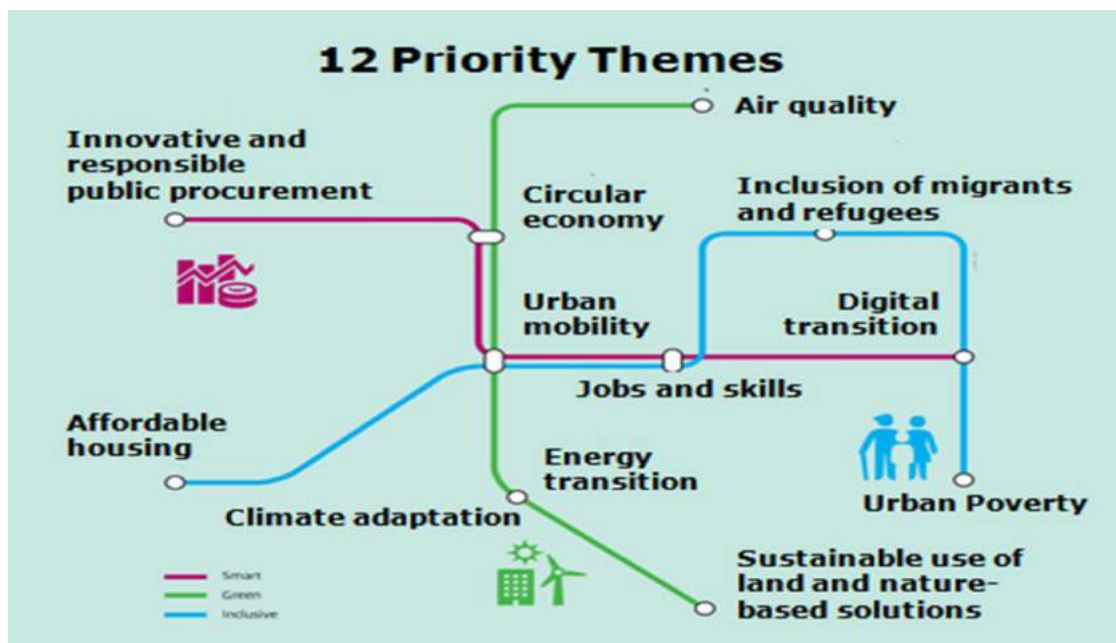 12 Priority Themes
Air quality
Innovative and
responsible
public procurement
Circular
economy
Inclusion of migrants
and refugees
Urban
mobility
Digital
transition
Jobs and skills
Affordable
housing
Energy
transition
Climate adaptation
Urban Poverty
Sustainable use of
land and nature-
based solutions
Smart
Green
Inclusive